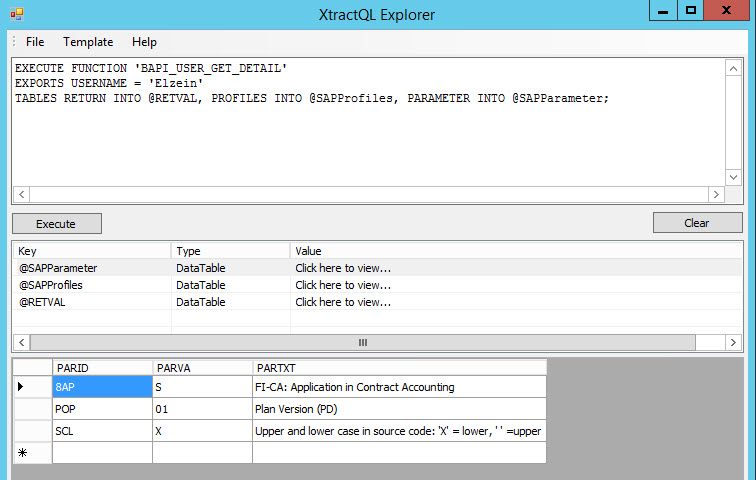 XtractQL Explorer
File Template Help
EXECUTE FUNCTION 'BAPI_USER_GET_DETAIL'
EXPORTS USERNAME = 'Elzein'
TABLES RETURN INTO @RETVAL, PROFILES INTO @SAPProfiles, PARAMETER INTO @SAPParameter;
Execute Clear
Key Type Value
@SAPParameter DataTable Click here to view...
@SAPProfiles DataTable Click here to view...
@RETVAL DataTable Click here to view...
PARID PARVA PARTXT
8AP S FI-CA: Application in Contract Accounting
POP 01 Plan Version (PD)
SCL X Upper and lower case in source code: 'X' = lower, ' ' =upper